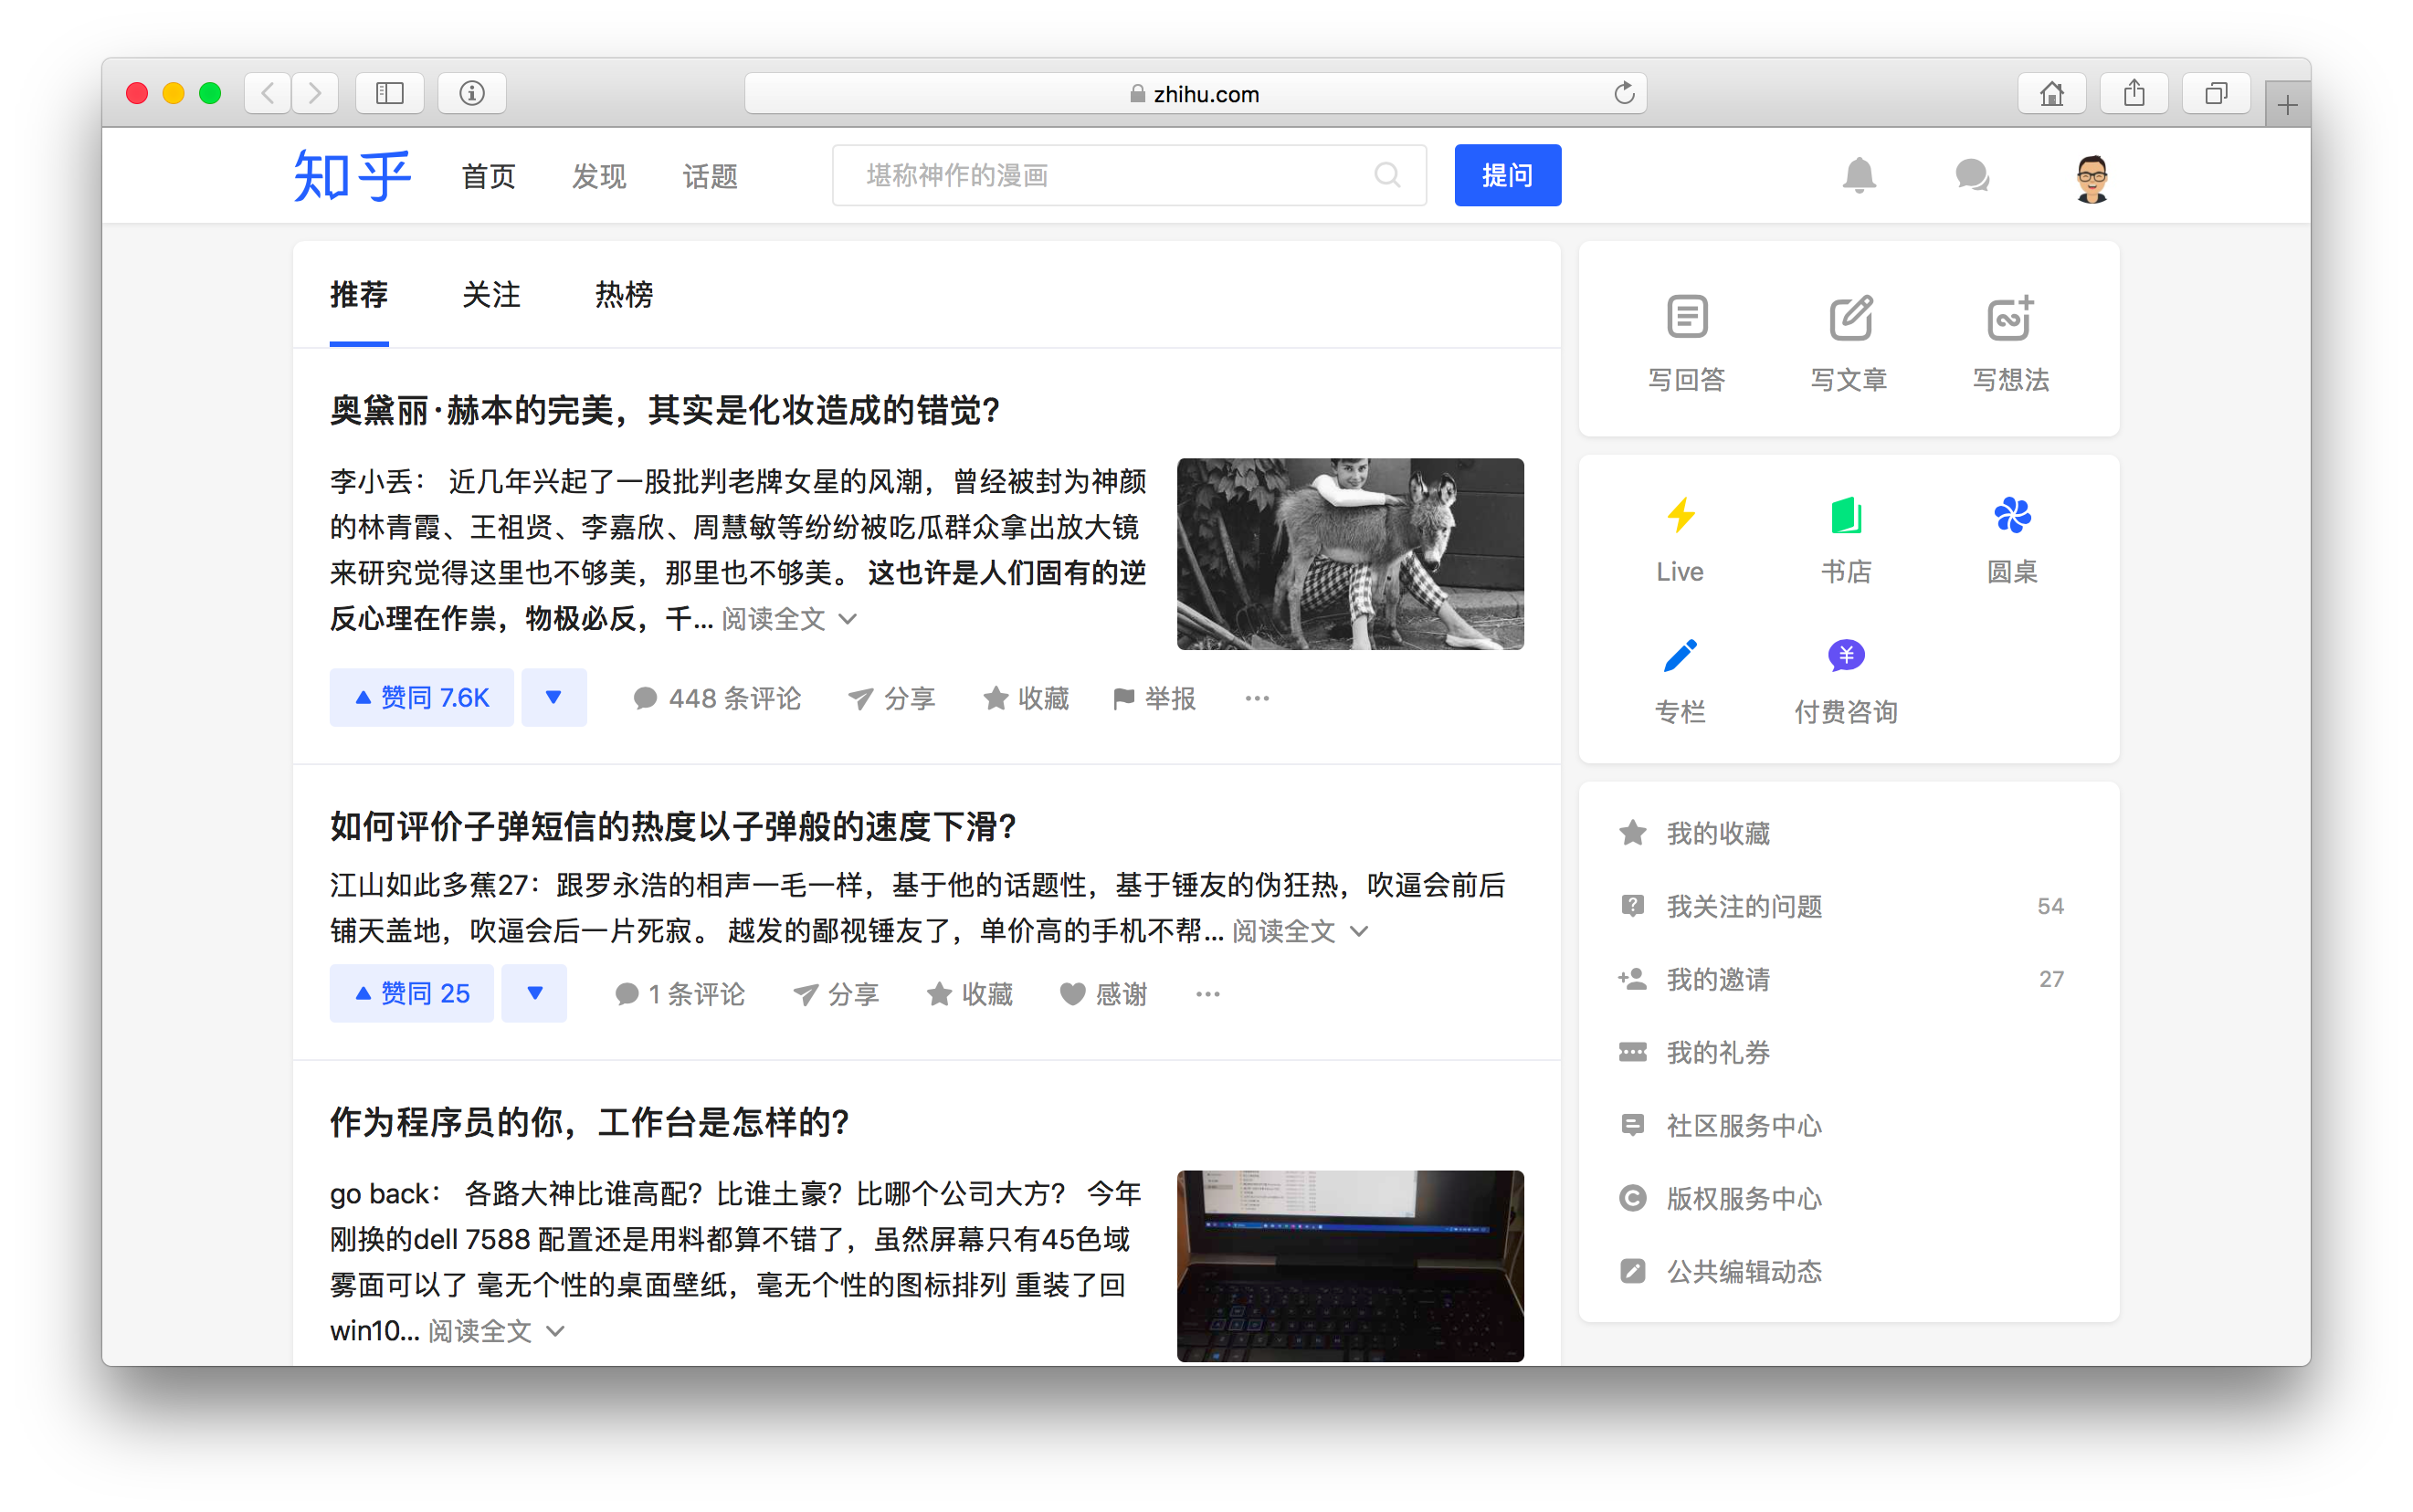 zhihu.com
知乎 首页 发现 话题 堪称神作的漫画 提问
推荐 关注 热榜
奥黛丽·赫本的完美，其实是化妆造成的错觉？
李小丢： 近几年兴起了一股批判老牌女星的风潮，曾经被封为神颜
的林青霞、王祖贤、李嘉欣、周慧敏等纷纷被吃瓜群众拿出放大镜
来研究觉得这里也不够美，那里也不够美。 这也许是人们固有的逆
反心理在作祟，物极必反，千... 阅读全文
赞同 7.6K 448 条评论 分享 收藏 举报 ···
如何评价子弹短信的热度以子弹般的速度下滑？
江山如此多蕉27：跟罗永浩的相声一毛一样，基于他的话题性，基于锤友的伪狂热，吹逼会前后
铺天盖地，吹逼会后一片死寂。 越发的鄙视锤友了，单价高的手机不帮... 阅读全文
赞同 25 1 条评论 分享 收藏 感谢 ···
作为程序员的你，工作台是怎样的？
go back： 各路大神比谁高配？比谁土豪？比哪个公司大方？ 今年
刚换的dell 7588 配置还是用料都算不错了，虽然屏幕只有45色域
雾面可以了 毫无个性的桌面壁纸，毫无个性的图标排列 重装了回
win10... 阅读全文
写回答 写文章 写想法
Live 书店 圆桌
专栏 付费咨询
我的收藏
我关注的问题 54
我的邀请 27
我的礼券
社区服务中心
版权服务中心
公共编辑动态